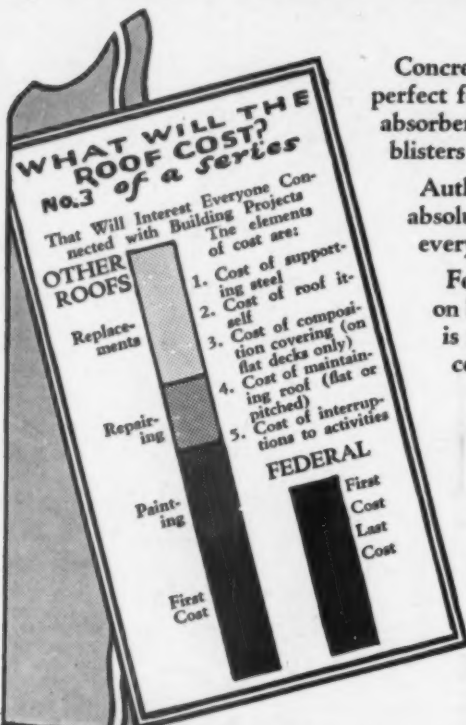 WHAT WILL THE
ROOF COST?
No.3 of a series
That Will Interest Everyone Con-
nected with Building Projects
The elements
of cost are:
1. Cost of support-
ing steel
2. Cost of roof it-
self
3. Cost of composi-
tion covering (on
flat decks only)
4. Cost of maintain-
ing roof (flat or
pitched)
5. Cost of interrup-
tions to activities
OTHER
ROOFS
Replace-
ments
Repair-
ing
Paint-
ing
First
Cost
FEDERAL
First
Cost
Last
Cost
Concre
perfect f
absorber
blisters
Auth
absol
every
Fe
on
is
co